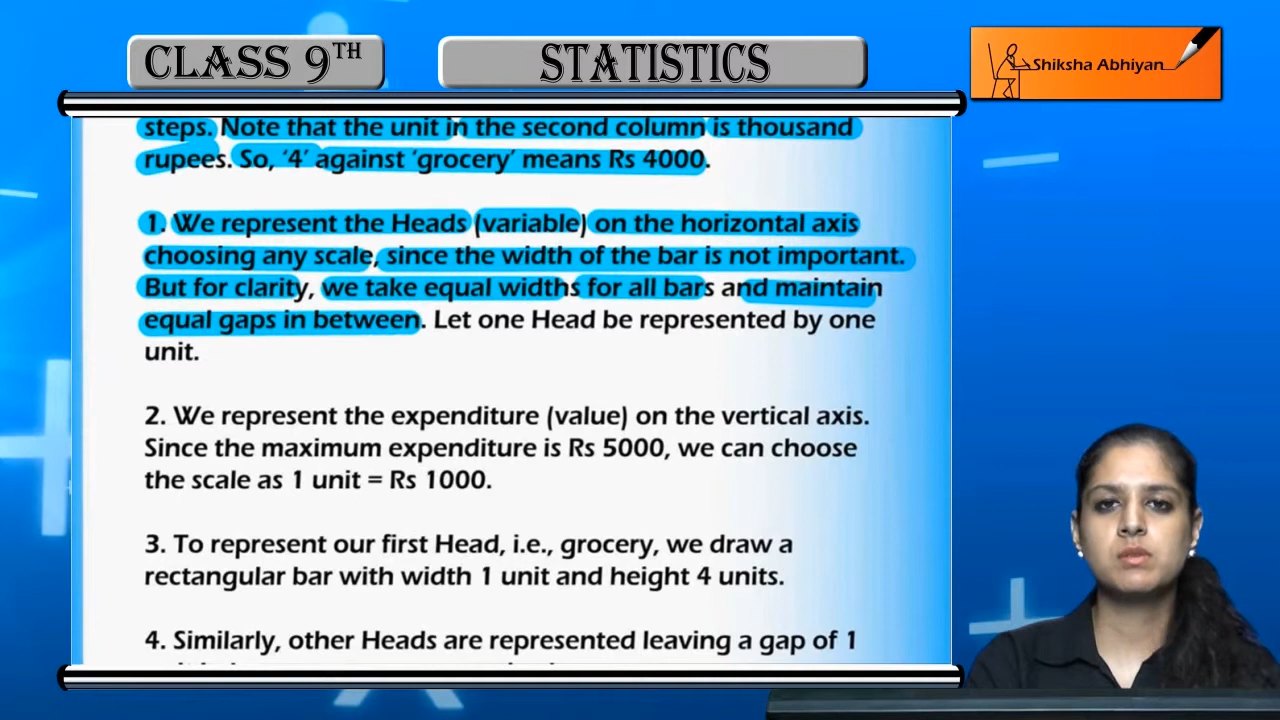 CLASS 9TH
STATISTICS
Shiksha Abhiyan
steps. Note that the unit in the second column is thousand
rupees. So, ‘4’ against ‘grocery’ means Rs 4000.
1. We represent the Heads (variable) on the horizontal axis
choosing any scale, since the width of the bar is not important.
But for clarity, we take equal widths for all bars and maintain
equal gaps in between. Let one Head be represented by one
unit.
2. We represent the expenditure (value) on the vertical axis.
Since the maximum expenditure is Rs 5000, we can choose
the scale as 1 unit = Rs 1000.
3. To represent our first Head, i.e., grocery, we draw a
rectangular bar with width 1 unit and height 4 units.
4. Similarly, other Heads are represented leaving a gap of 1